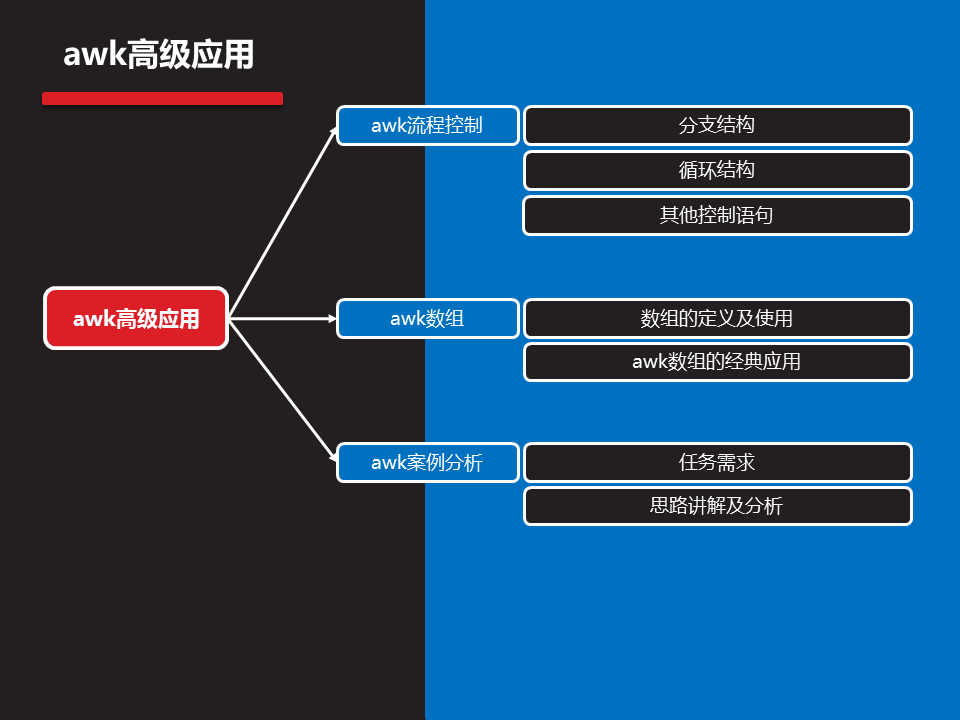 awk高级应用
awk流程控制
分支结构
循环结构
其他控制语句
awk高级应用
awk数组
数组的定义及使用
awk数组的经典应用
awk案例分析
任务需求
思路讲解及分析